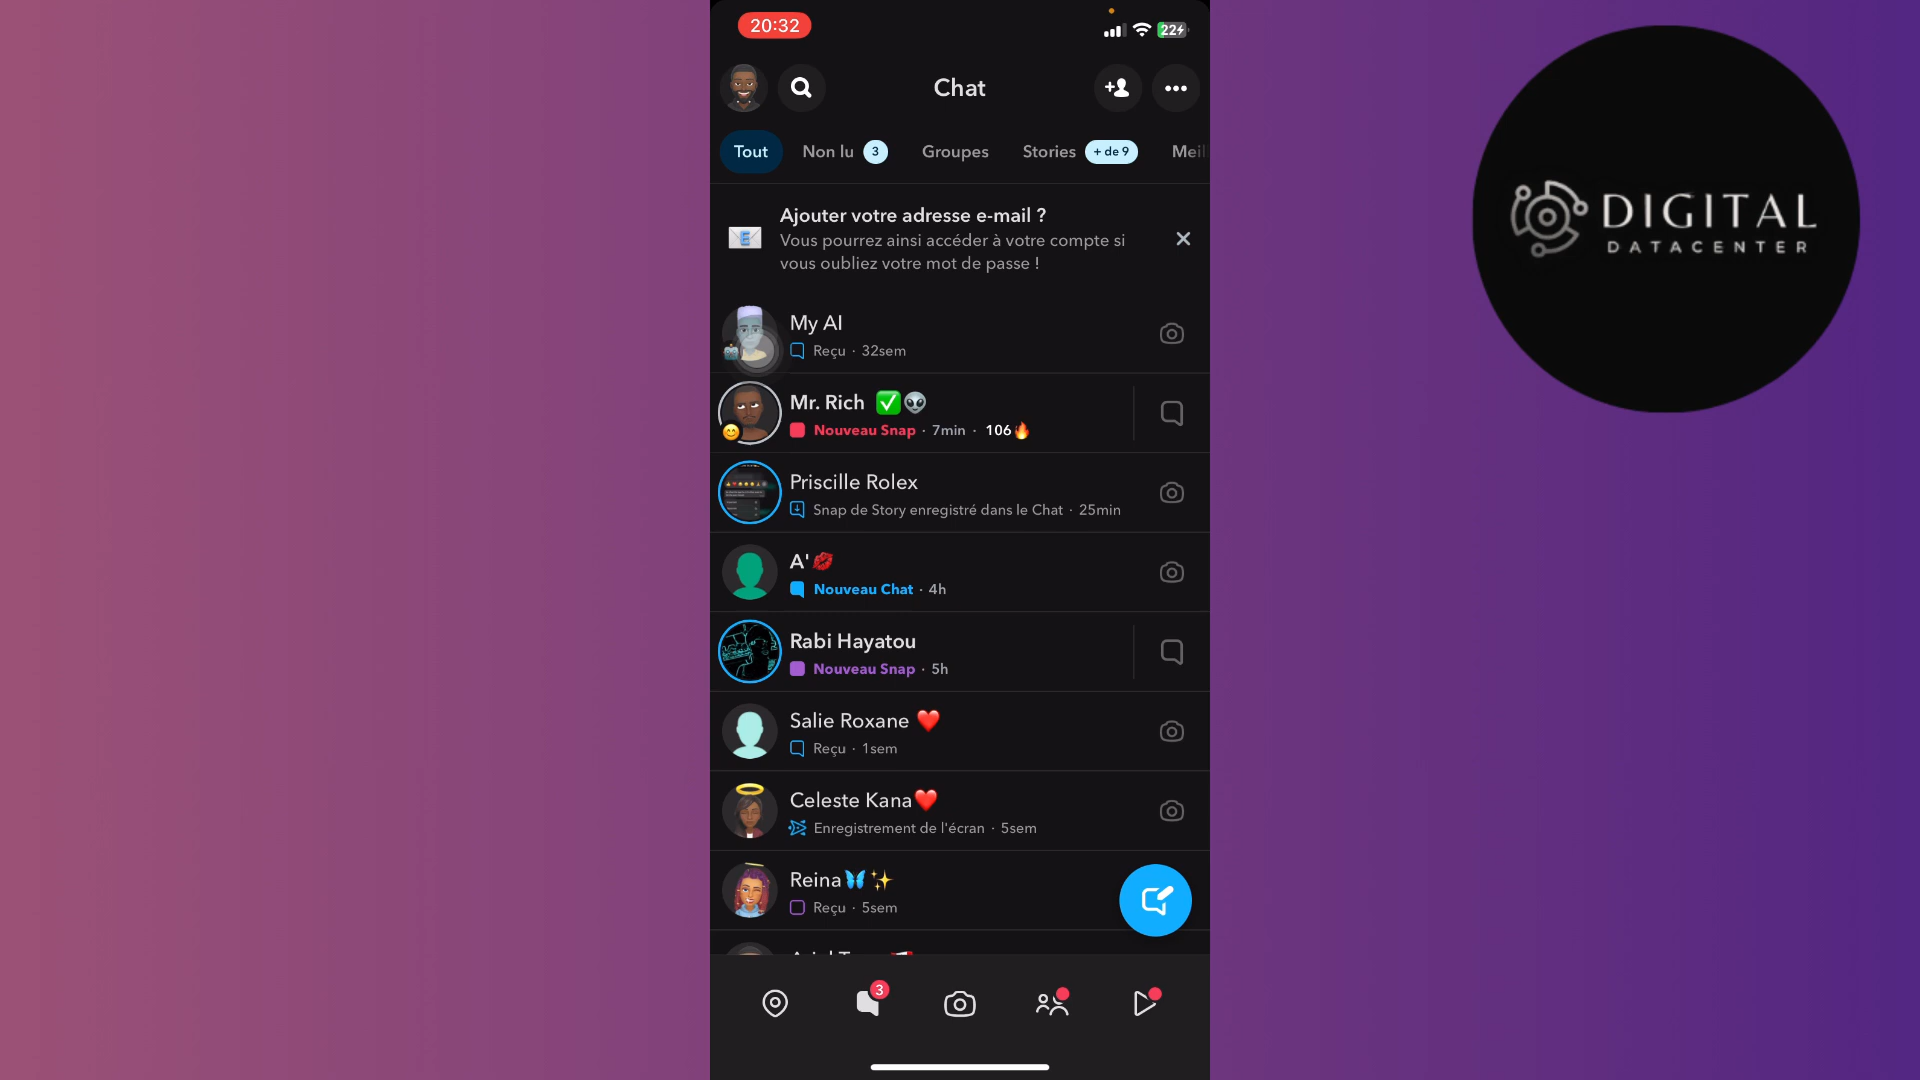 20:32
22
Chat
Tout
Non lu 3
Groupes
Stories + de 9
Meil
Ajouter votre adresse e-mail ?
Vous pourrez ainsi accéder à votre compte si
vous oubliez votre mot de passe !
My AI
Reçu · 32sem
Mr. Rich ✅👽
Nouveau Snap · 7min · 106🔥
Priscille Rolex
Snap de Story enregistré dans le Chat · 25min
A'💋
Nouveau Chat · 4h
Rabi Hayatou
Nouveau Snap · 5h
Salie Roxane ❤️
Reçu · 1sem
Celeste Kana❤️
Enregistrement de l'écran · 5sem
Reina🦋✨
Reçu · 5sem
3
DIGITAL
DATACENTER